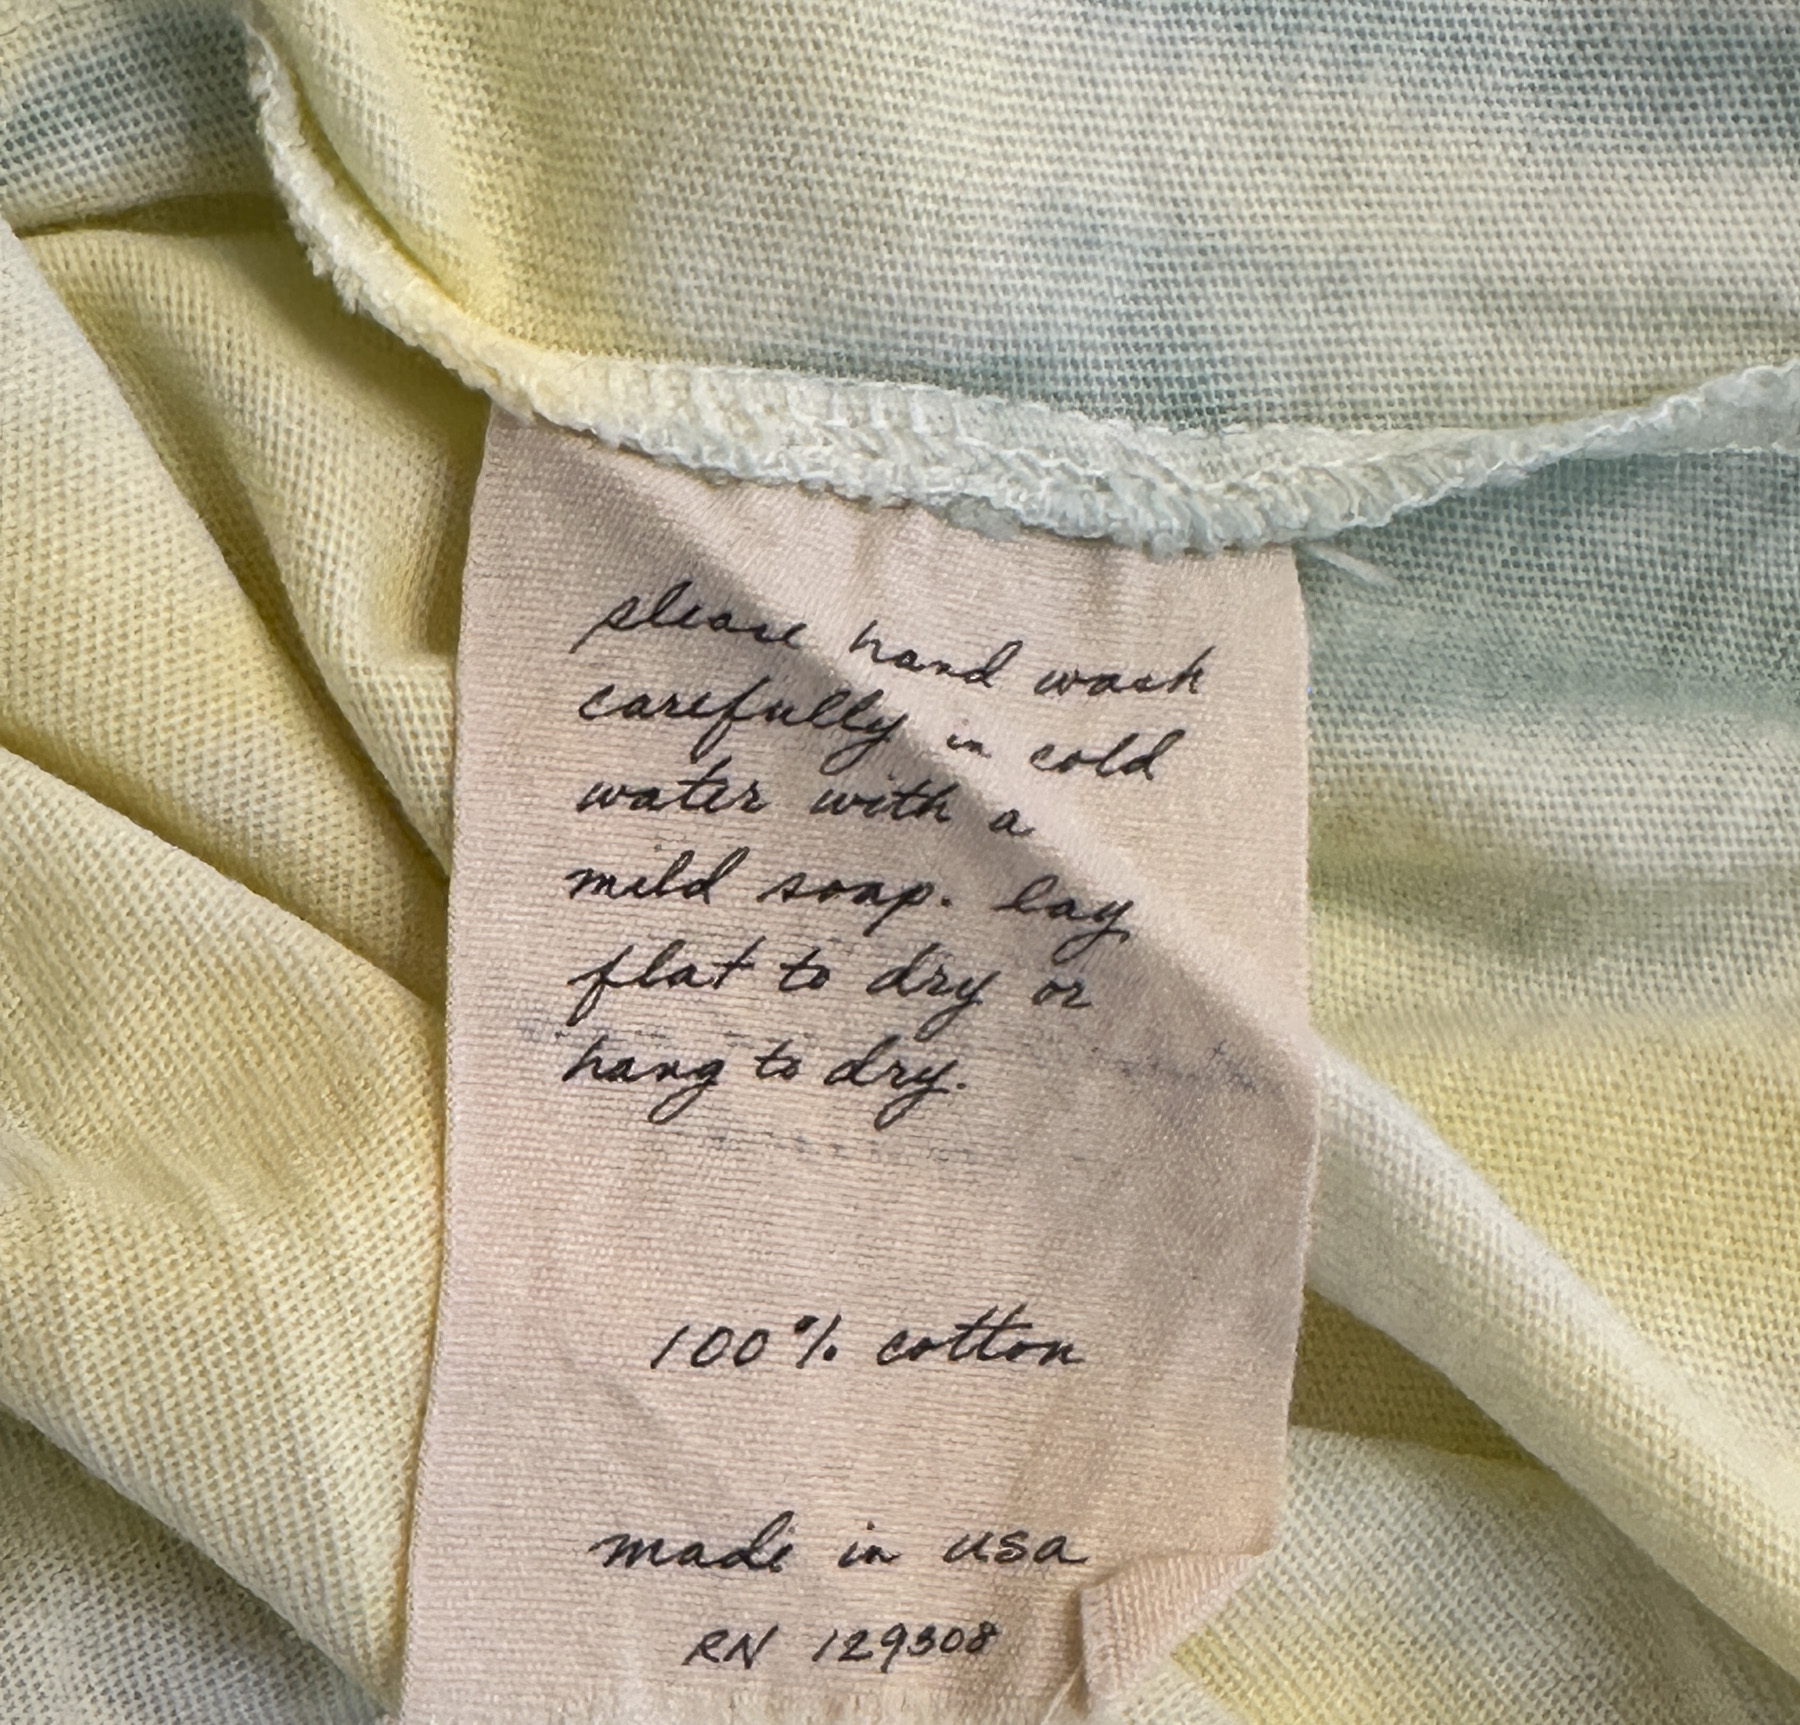 please hand wash
carefully in cold
water with a
mild soap. lay
flat to dry or
hang to dry.
100% cotton
made in usa
RN 129308